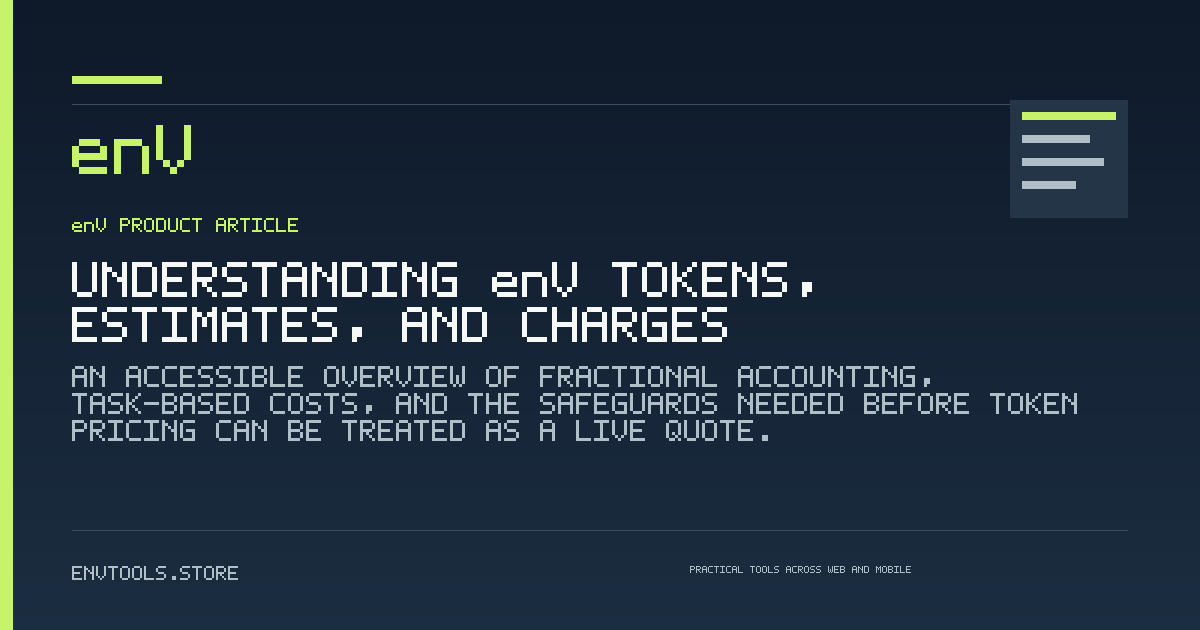 enV
enV PRODUCT ARTICLE
UNDERSTANDING enV TOKENS,
ESTIMATES, AND CHARGES
AN ACCESSIBLE OVERVIEW OF FRACTIONAL ACCOUNTING,
TASK-BASED COSTS, AND THE SAFEGUARDS NEEDED BEFORE TOKEN
PRICING CAN BE TREATED AS A LIVE QUOTE.
ENVTOOLS.STORE
PRACTICAL TOOLS ACROSS WEB AND MOBILE